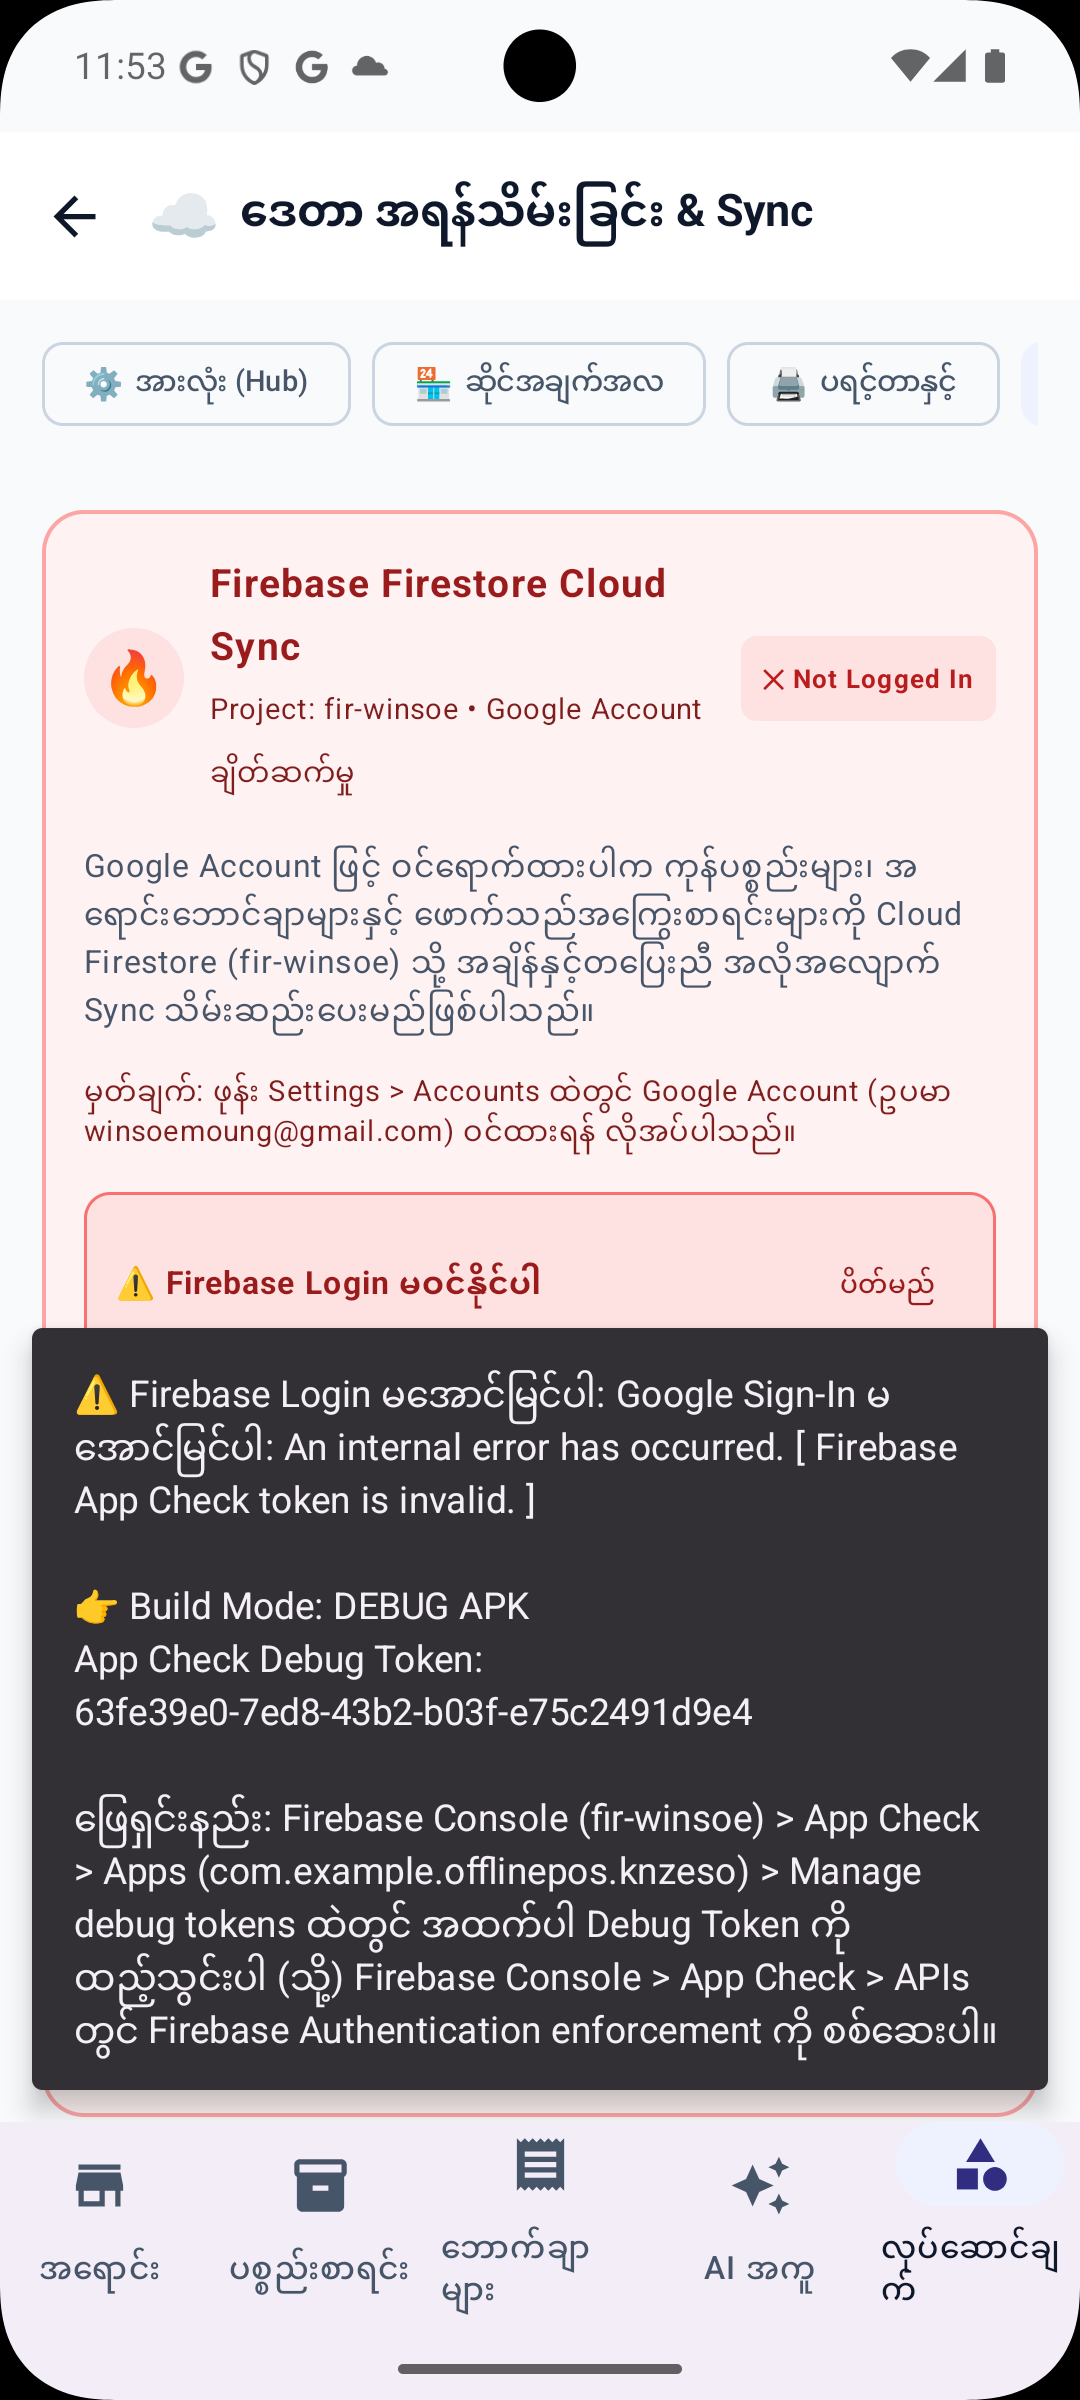 11:53
ဒေတာ အရန်သိမ်းခြင်း & Sync
အားလုံး (Hub)
ဆိုင်အချက်အလ
ပရင့်တာနှင့်
Firebase Firestore Cloud
Sync
Project: fir-winsoe • Google Account
ချိတ်ဆက်မှု
Not Logged In
Google Account ဖြင့် ဝင်ရောက်ထားပါက ကုန်ပစ္စည်းများ၊ အ
ရောင်းဘောင်ချာများနှင့် ဖောက်သည်အကြွေးစာရင်းများကို Cloud
Firestore (fir-winsoe) သို့ အချိန်နှင့်တပြေးညီ အလိုအလျောက်
Sync သိမ်းဆည်းပေးမည်ဖြစ်ပါသည်။
မှတ်ချက်: ဖုန်း Settings > Accounts ထဲတွင် Google Account (ဥပမာ
winsoemoung@gmail.com) ဝင်ထားရန် လိုအပ်ပါသည်။
Firebase Login မဝင်နိုင်ပါ
ပိတ်မည်
Firebase Login မအောင်မြင်ပါ: Google Sign-In မ
အောင်မြင်ပါ: An internal error has occurred. [ Firebase
App Check token is invalid. ]
Build Mode: DEBUG APK
App Check Debug Token:
63fe39e0-7ed8-43b2-b03f-e75c2491d9e4
ဖြေရှင်းနည်း: Firebase Console (fir-winsoe) > App Check
> Apps (com.example.offlinepos.knzeso) > Manage
debug tokens ထဲတွင် အထက်ပါ Debug Token ကို
ထည့်သွင်းပါ (သို့) Firebase Console > App Check > APIs
တွင် Firebase Authentication enforcement ကို စစ်ဆေးပါ။
အရောင်း
ပစ္စည်းစာရင်း
ဘောက်ချာ
များ
AI အကူ
လုပ်ဆောင်ချ
က်